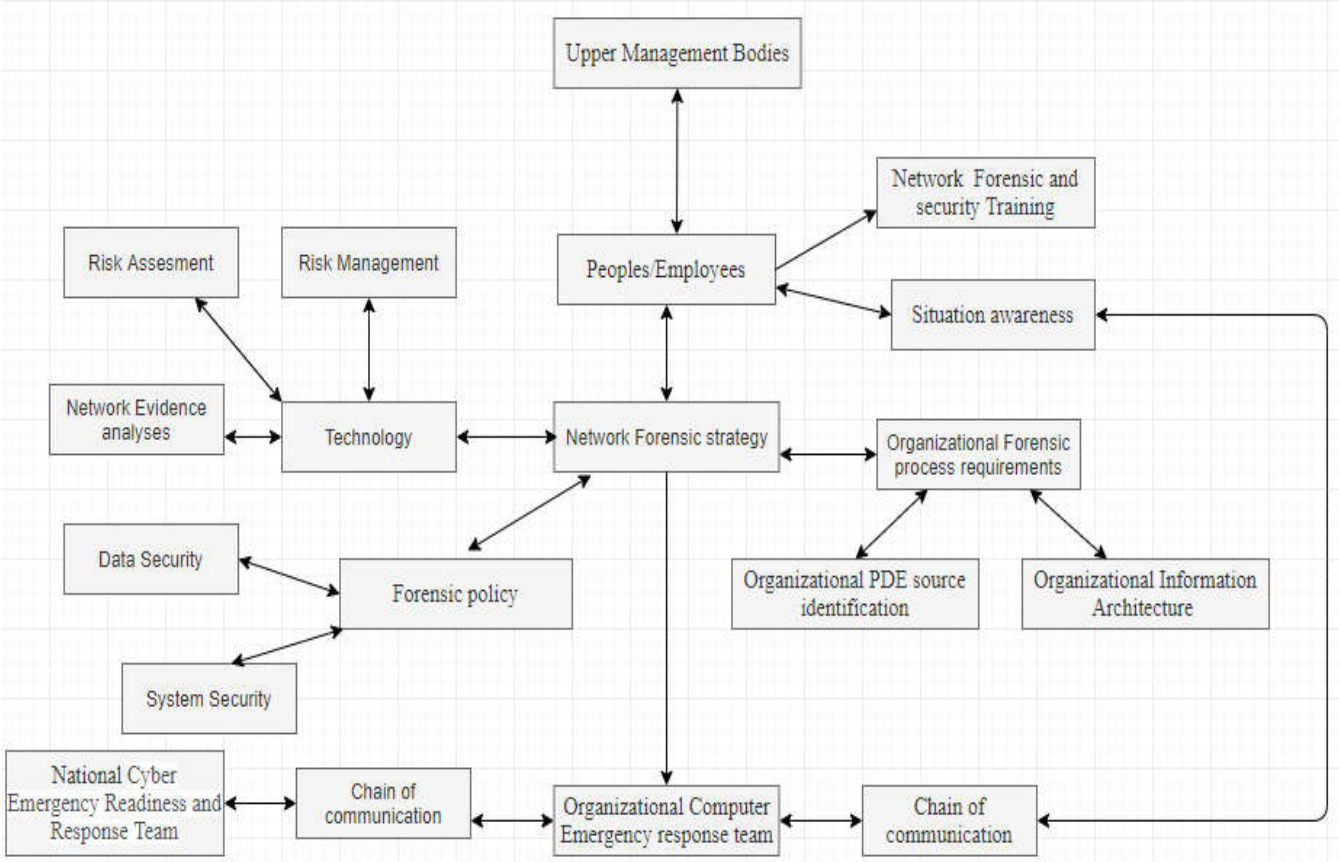 Upper Management Bodies
Network Forensic and
security Training
Risk Assesment
Risk Management
Peoples/Employees
Situation awareness
Network Evidence
analyses
Technology
Network Forensic strategy
Organizational Forensic
process requirements
Data Security
Forensic policy
Organizational PDE source
identification
Organizational Information
Architecture
System Security
National Cyber
Emergency Readiness and
Response Team
Chain of
communication
Organizational Computer
Emergency response team
Chain of
communication